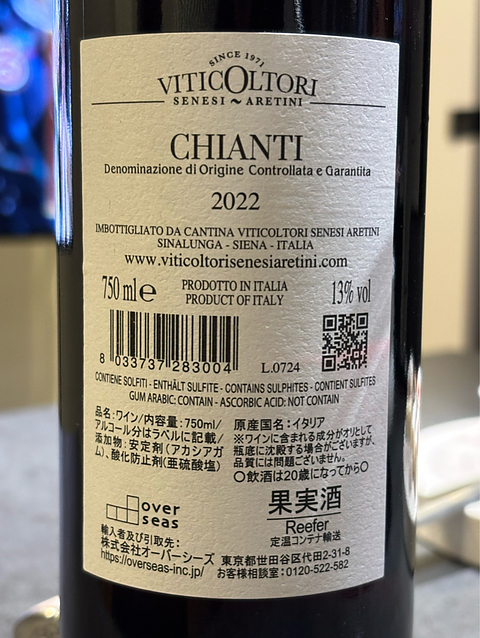 SINCE 1971
VITICOLTORI
SENESI ~ ARETINI
CHIANTI
Denominazione di Origine Controllata e Garantita
2022
IMBOTTIGLIATO DA CANTINA VITICOLTORI SENESI ARETINI
SINALUNGA - SIENA - ITALIA
www.viticoltorisenesiaretini.com
750 ml e
PRODOTTO IN ITALIA
PRODUCT OF ITALY
13% vol
8 033737 283004
L.0724
CONTIENE SOLFITI - ENTHÄLT SULFITE - CONTAINS SULPHITES - CONTIENT SULFITES
GUM ARABIC: CONTAIN - ASCORBIC ACID: NOT CONTAIN
品名:ワイン/内容量:750ml/
アルコール分はラベルに記載/
添加物:安定剤(アカシアガ
ム)、酸化防止剤(亜硫酸塩)
原産国名:イタリア
※ワインに含まれる成分がオリとして
瓶底に沈殿する場合がございますが、
品質には問題ございません。
〇飲酒は20歳になってから〇
over
seas
果実酒
Reefer
定温コンテナ輸送
輸入者及び引取先:
株式会社オーバーシーズ
東京都世田谷区代田2-31-8
https://overseas-inc.jp/
お客様相談室:0120-522-582